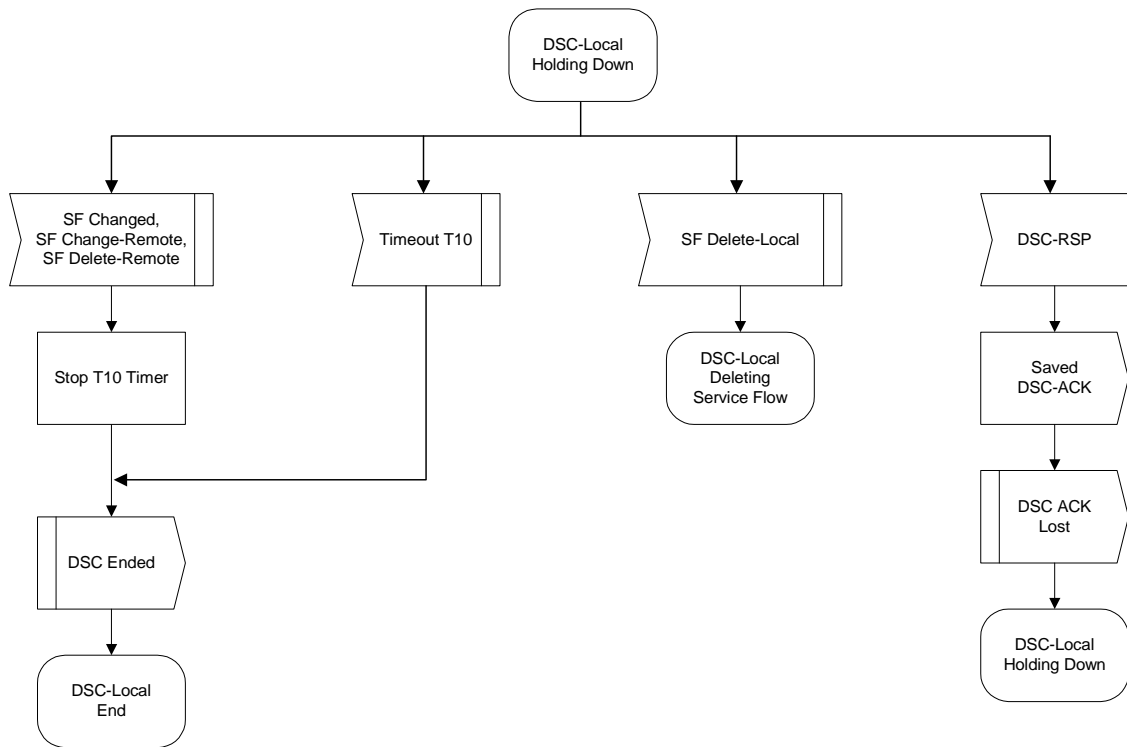 DSC-Local
Holding Down
SF Changed,
SF Change-Remote,
SF Delete-Remote
Timeout T10
SF Delete-Local
DSC-RSP
Stop T10 Timer
DSC-Local
Deleting
Service Flow
Saved
DSC-ACK
DSC Ended
DSC ACK
Lost
DSC-Local
End
DSC-Local
Holding Down